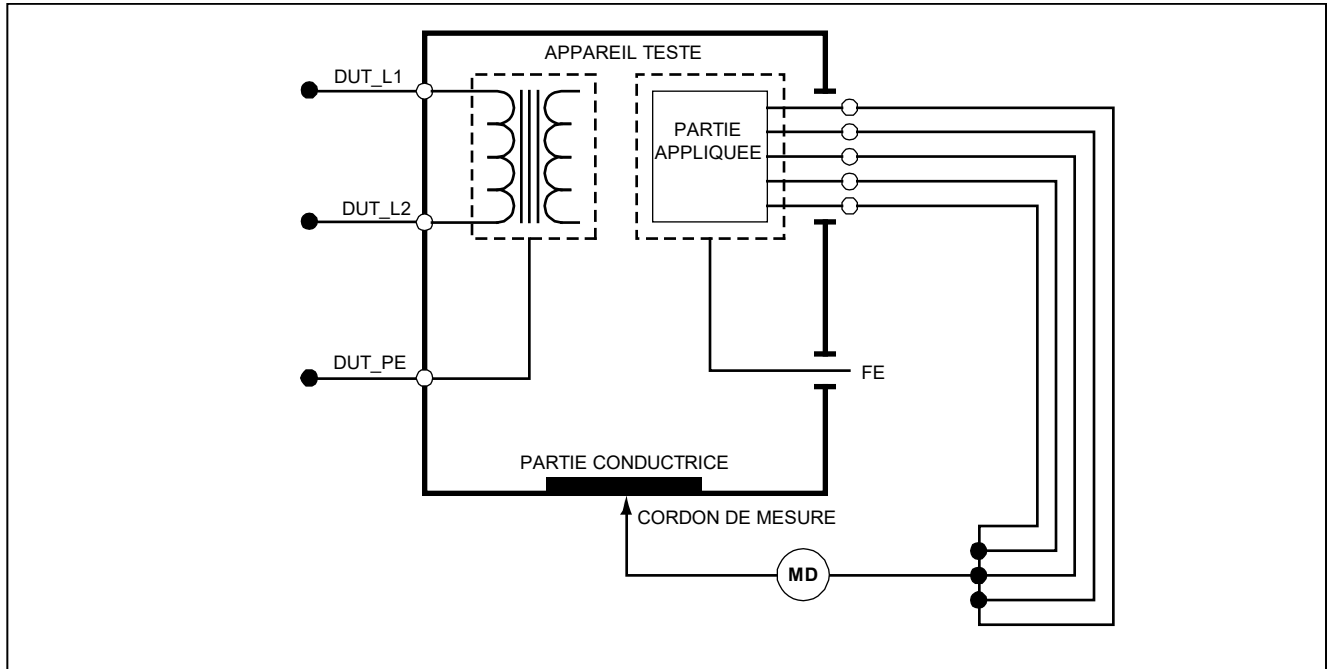 APPAREIL TESTE
DUT_L1
PARTIE
APPLIQUEE
DUT_L2
DUT_PE
FE
PARTIE CONDUCTRICE
CORDON DE MESURE
MD